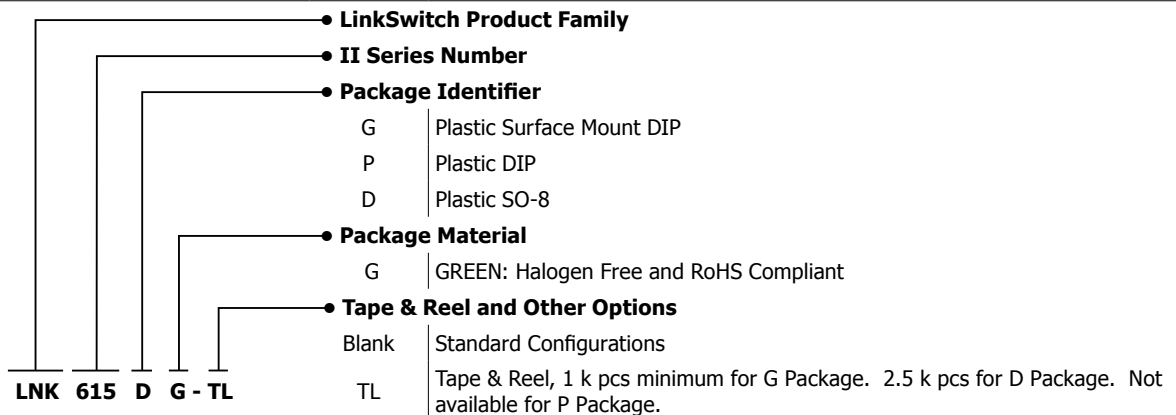 LinkSwitch Product Family
II Series Number
Package Identifier
G Plastic Surface Mount DIP
P Plastic DIP
D Plastic SO-8
Package Material
G GREEN: Halogen Free and RoHS Compliant
Tape & Reel and Other Options
Blank Standard Configurations
TL Tape & Reel, 1 k pcs minimum for G Package.  2.5 k pcs for D Package.  Not
available for P Package.
LNK 615 D G - TL